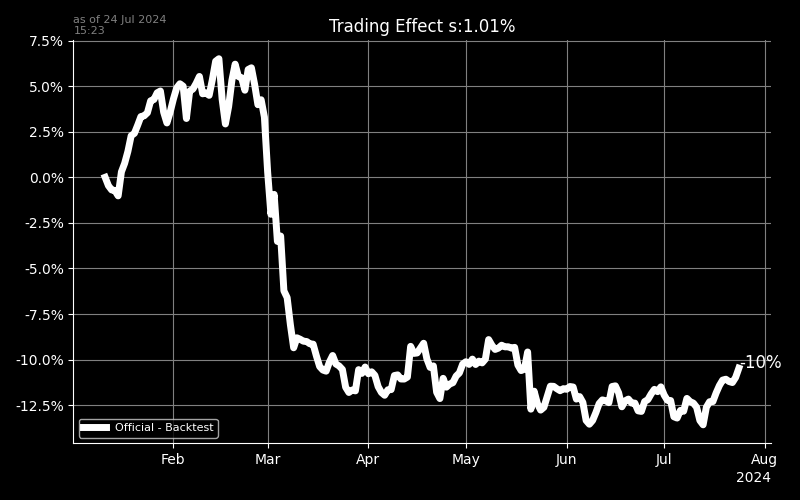 as of 24 Jul 2024
15:23
Trading Effect s:1.01%
7.5%
5.0%
2.5%
0.0%
-2.5%
-5.0%
-7.5%
-10.0%
-12.5%
-10%
Official - Backtest
Feb
Mar
Apr
May
Jun
Jul
Aug
2024